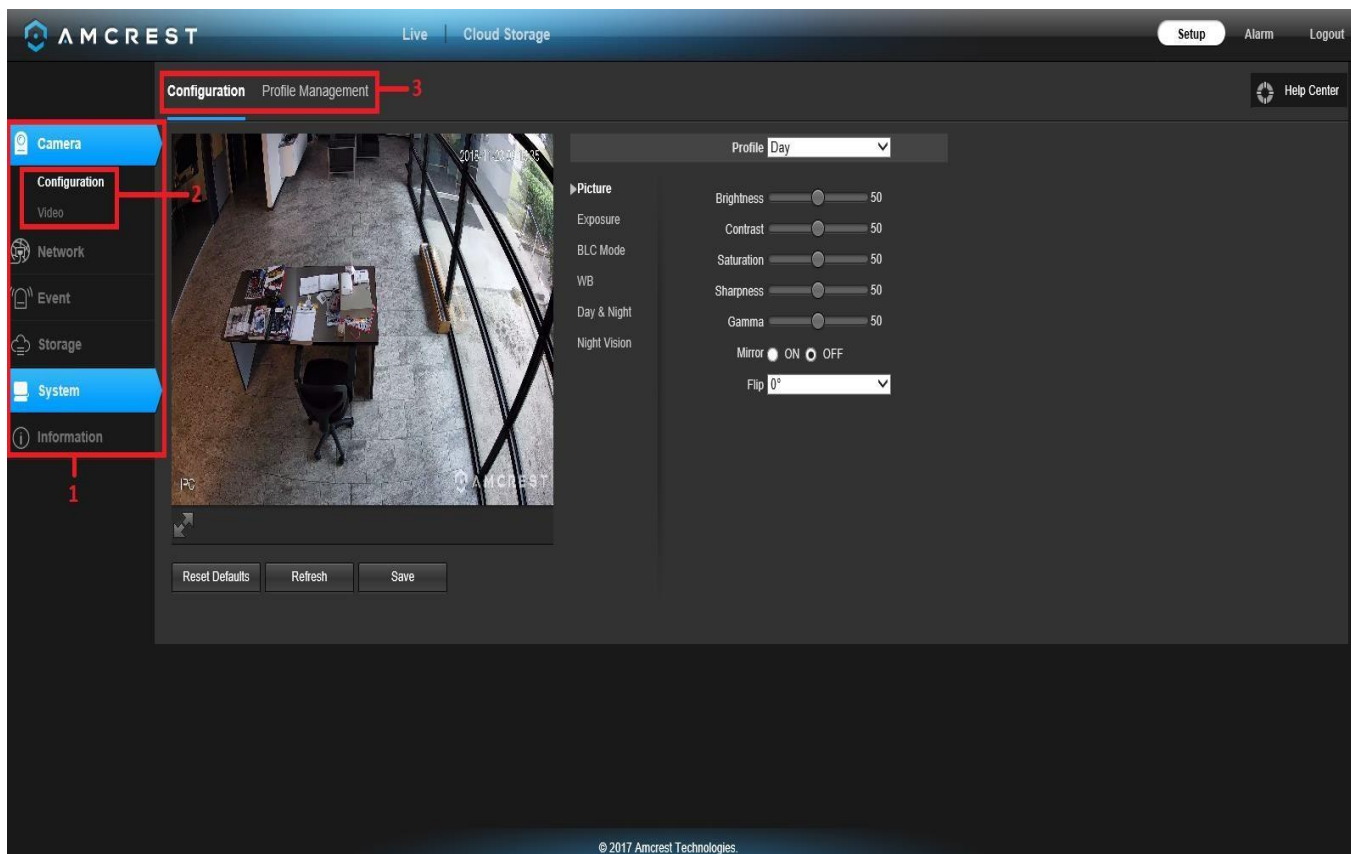 AMCREST
Live Cloud Storage
Setup Alarm Logout
Configuration Profile Management 3
Help Center
Camera
Configuration
Video
2
Network
Event
Storage
System
Information
1
IPC
AMCREST
Reset Defaults Refresh Save
Profile Day
Picture
Exposure
BLC Mode
WB
Day & Night
Night Vision
Brightness 50
Contrast 50
Saturation 50
Sharpness 50
Gamma 50
Mirror ON OFF
Flip 0°
© 2017 Amcrest Technologies.